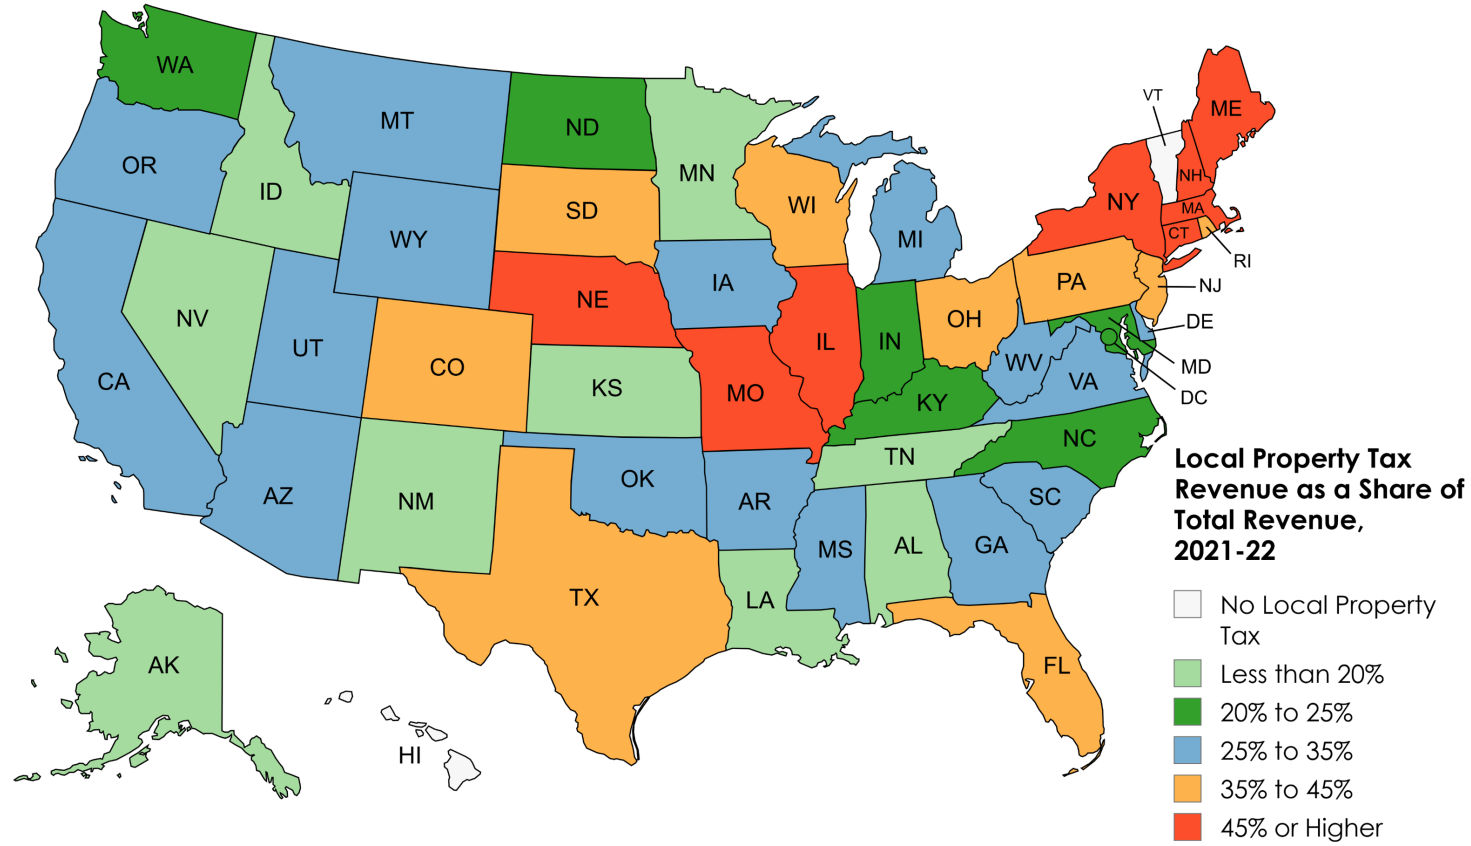 WA
OR
CA
ID
NV
MT
WY
UT
AZ
CO
NM
ND
SD
NE
KS
OK
TX
MN
IA
MO
AR
LA
WI
IL
MI
IN
OH
KY
TN
MS
AL
GA
FL
SC
NC
VA
WV
PA
NY
VT
NH
ME
MA
CT
RI
NJ
DE
MD
DC
AK
HI
Local Property Tax
Revenue as a Share of
Total Revenue,
2021-22
No Local Property
Tax
Less than 20%
20% to 25%
25% to 35%
35% to 45%
45% or Higher